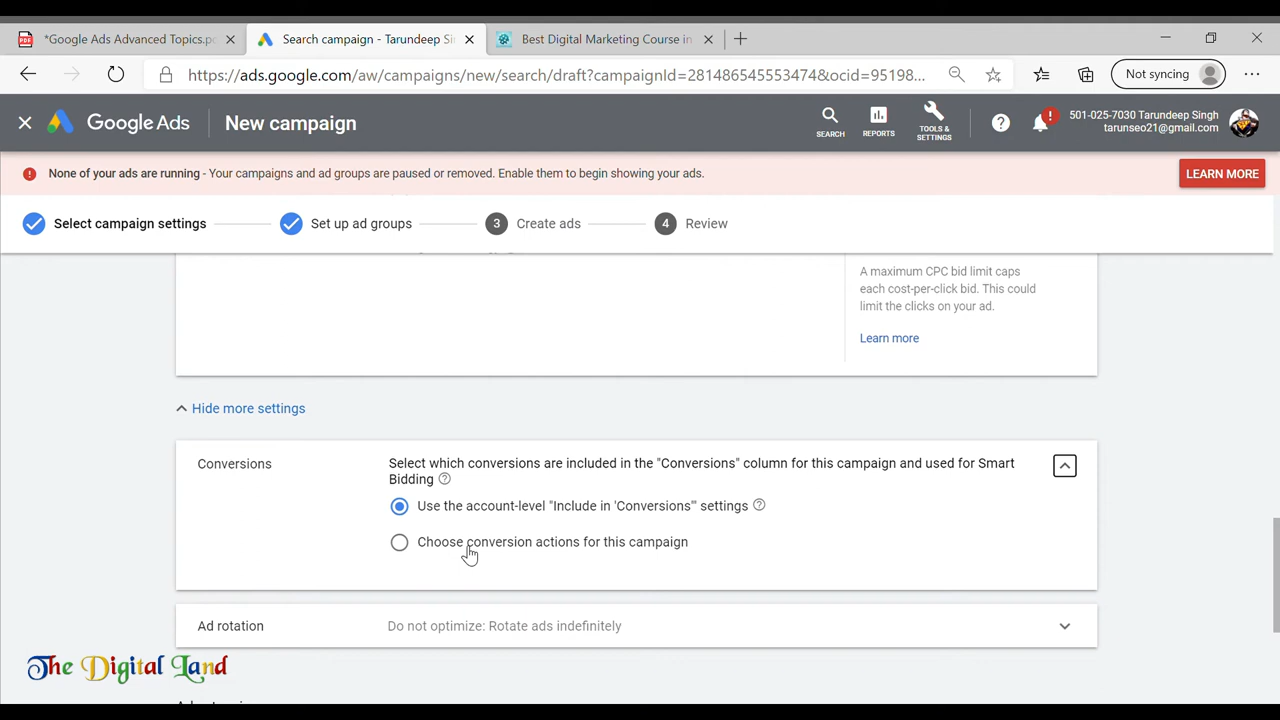 *Google Ads Advanced Topics.pc
Search campaign - Tarundeep Si
Best Digital Marketing Course in
https://ads.google.com/aw/campaigns/new/search/draft?campaignId=281486545553474&ocid=95198...
Not syncing
Google Ads
New campaign
SEARCH
REPORTS
TOOLS & SETTINGS
501-025-7030 Tarundeep Singh
tarunseo21@gmail.com
None of your ads are running - Your campaigns and ad groups are paused or removed. Enable them to begin showing your ads.
LEARN MORE
Select campaign settings
Set up ad groups
3 Create ads
4 Review
A maximum CPC bid limit caps
each cost-per-click bid. This could
limit the clicks on your ad.
Learn more
Hide more settings
Conversions
Select which conversions are included in the "Conversions" column for this campaign and used for Smart
Bidding
Use the account-level "Include in 'Conversions'" settings
Choose conversion actions for this campaign
Ad rotation
Do not optimize: Rotate ads indefinitely
The Digital Land